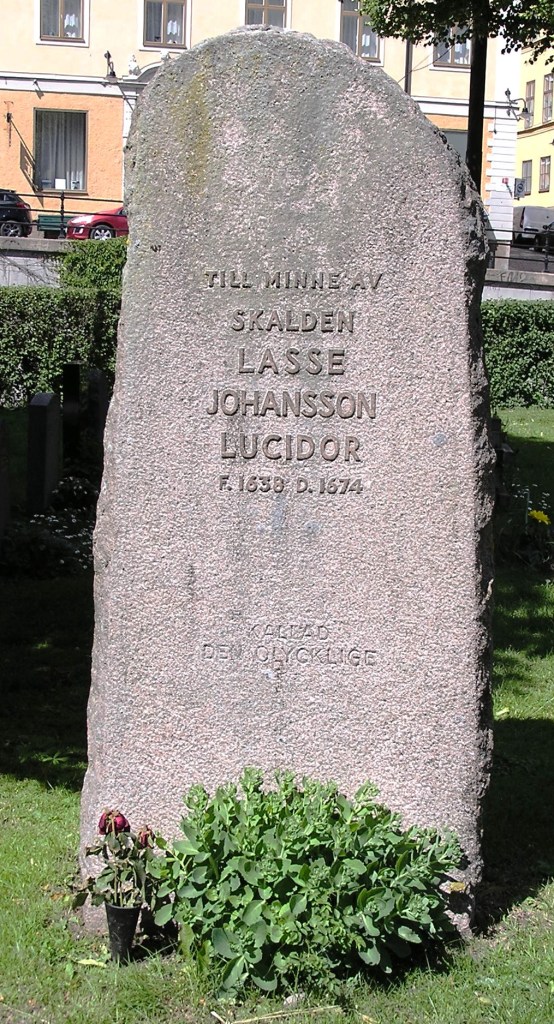 TILL MINNE AV
SKALDEN
LASSE
JOHANSSON
LUCIDOR
F. 1638 D. 1674
KALLAD
DEN OLYCKLIGE